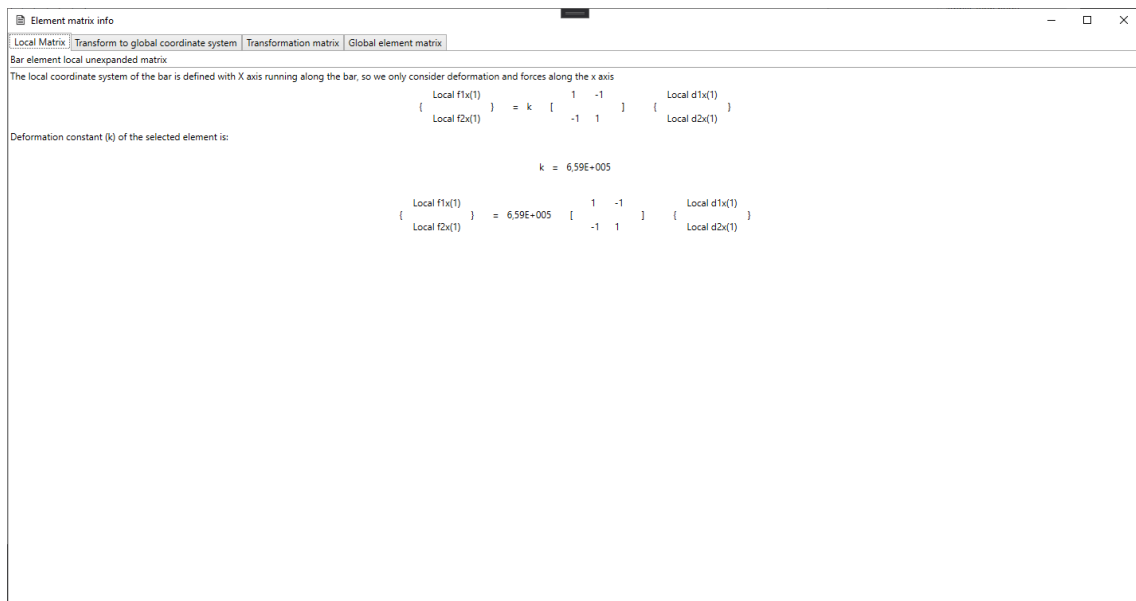 Element matrix info
Local Matrix Transform to global coordinate system Transformation matrix Global element matrix
Bar element local unexpanded matrix
The local coordinate system of the bar is defined with X axis running along the bar, so we only consider deformation and forces along the x axis
Local f1x(1) 1 -1 Local d1x(1)
{ } = k [ ] { }
Local f2x(1) -1 1 Local d2x(1)
Deformation constant (k) of the selected element is:
k = 6,59E+005
Local f1x(1) 1 -1 Local d1x(1)
{ } = 6,59E+005 [ ] { }
Local f2x(1) -1 1 Local d2x(1)